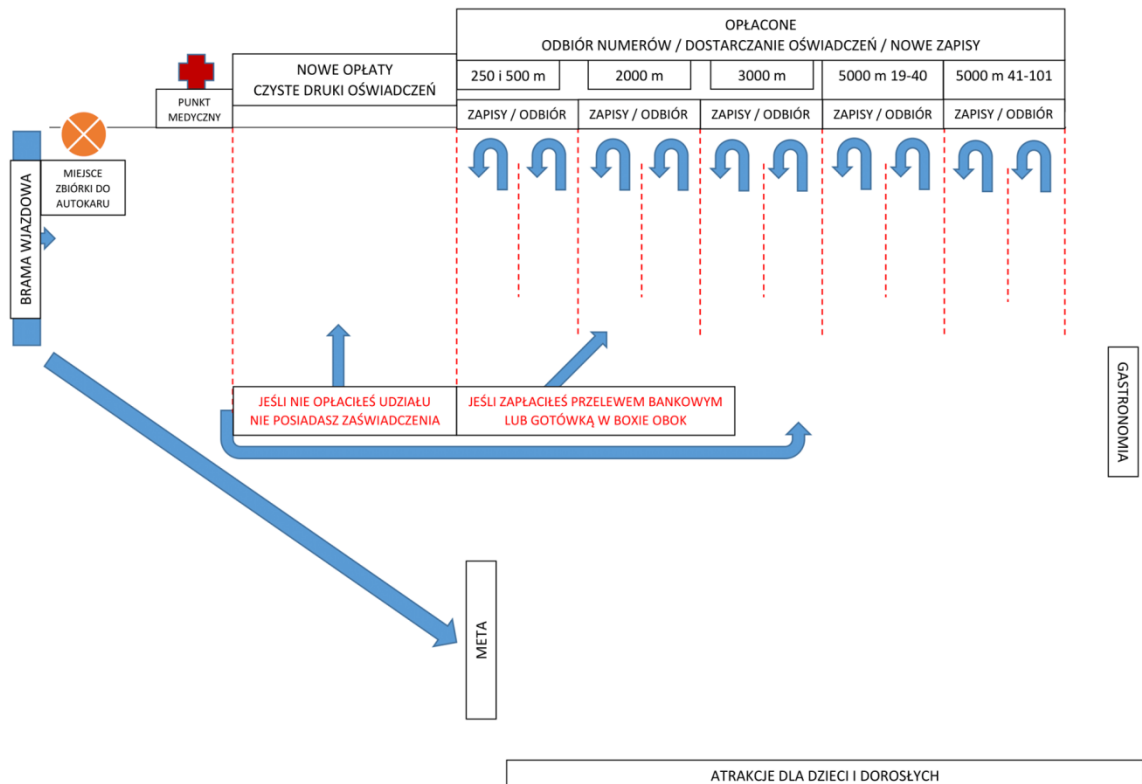 OPŁACONE
ODBIÓR NUMERÓW / DOSTARCZANIE OŚWIADCZEŃ / NOWE ZAPISY
NOWE OPŁATY
CZYSTE DRUKI OŚWIADCZEŃ
250 i 500 m
2000 m
3000 m
5000 m 19-40
5000 m 41-101
PUNKT
MEDYCZNY
ZAPISY / ODBIÓR
ZAPISY / ODBIÓR
ZAPISY / ODBIÓR
ZAPISY / ODBIÓR
ZAPISY / ODBIÓR
BRAMA WJAZDOWA
MIEJSCE
ZBIÓRKI DO
AUTOKARU
JEŚLI NIE OPŁACIŁEŚ UDZIAŁU
NIE POSIADASZ ZAŚWIADCZENIA
JEŚLI ZAPŁACIŁEŚ PRZELEWEM BANKOWYM
LUB GOTÓWKĄ W BOXIE OBOK
GASTRONOMIA
META
ATRAKCJE DLA DZIECI I DOROSŁYCH